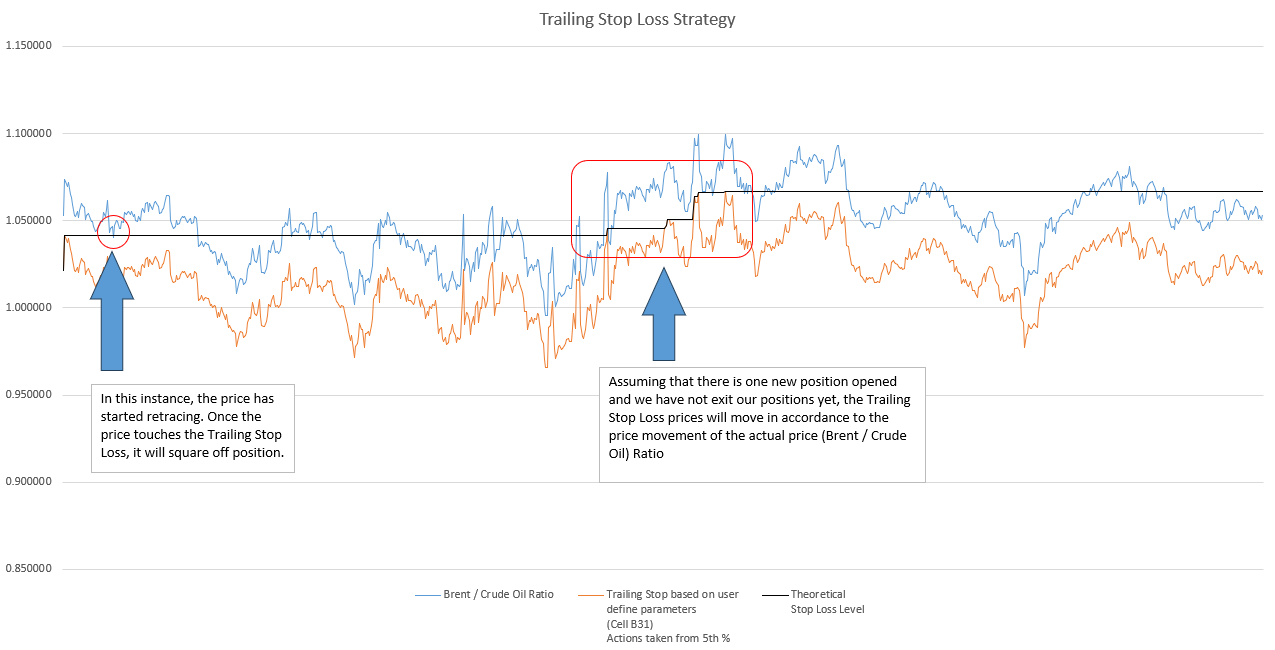 Trailing Stop Loss Strategy
1.150000
1.100000
1.050000
1.000000
0.950000
0.900000
0.850000
In this instance, the price has
started retracing. Once the
price touches the Trailing Stop
Loss, it will square off position.
Assuming that there is one new position opened
and we have not exit our positions yet, the Trailing
Stop Loss prices will move in accordance to the
price movement of the actual price (Brent / Crude
Oil) Ratio
Brent / Crude Oil Ratio
Trailing Stop based on user
define parameters
(Cell B31)
Actions taken from 5th %
Theoretical
Stop Loss Level